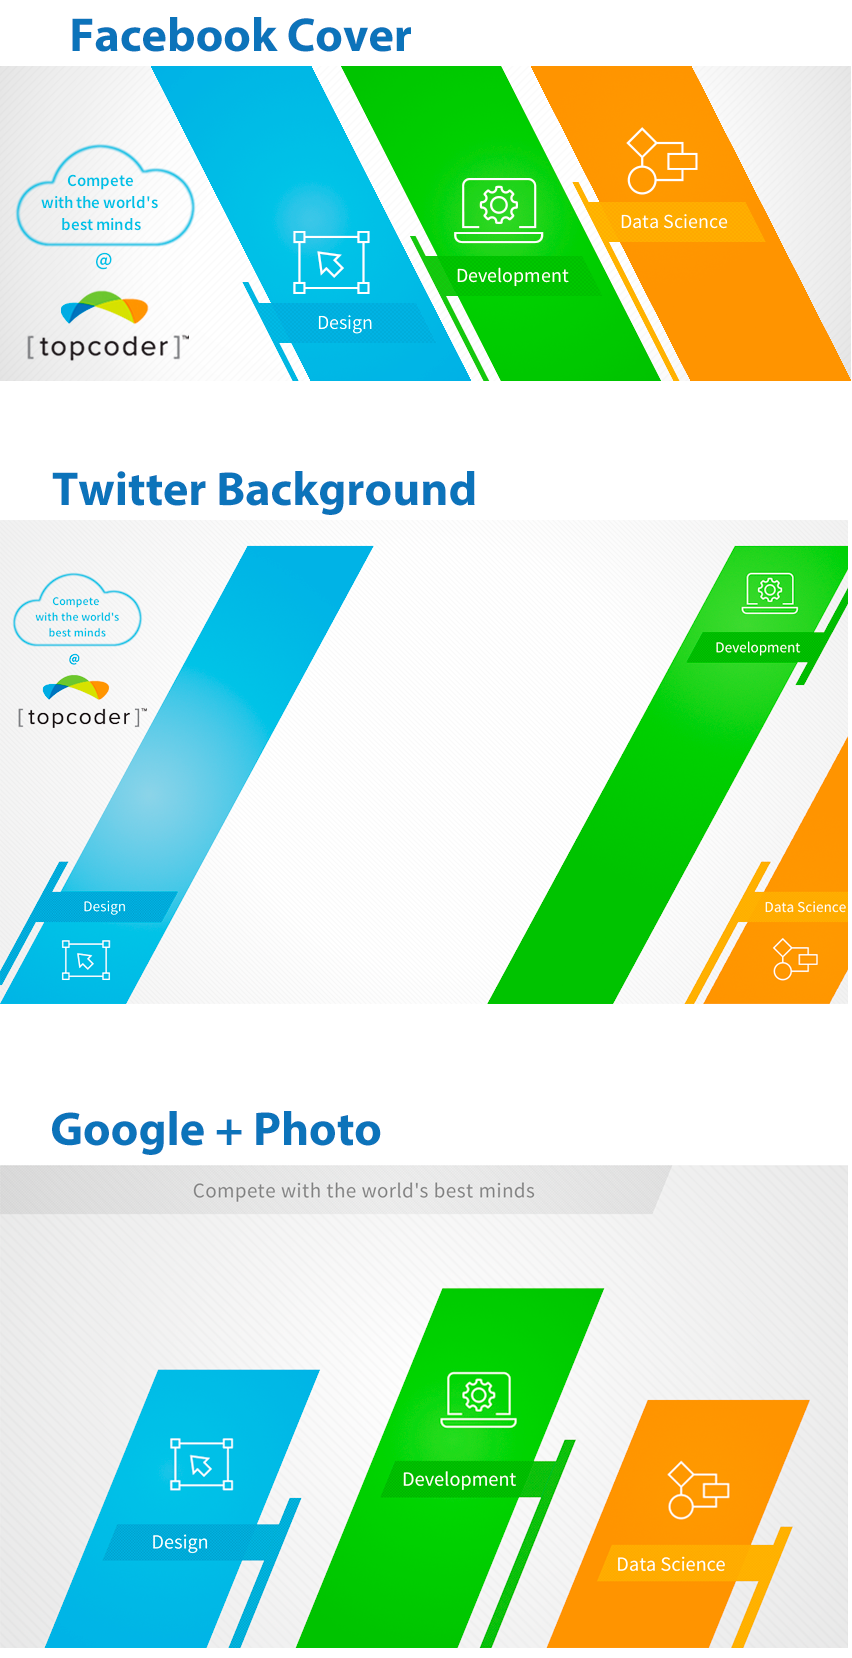 Facebook Cover
Compete
with the world's
best minds
@
[topcoder]™
Design
Development
Data Science
Twitter Background
Compete
with the world's
best minds
@
[topcoder]™
Development
Design
Data Science
Google + Photo
Compete with the world's best minds
Development
Design
Data Science